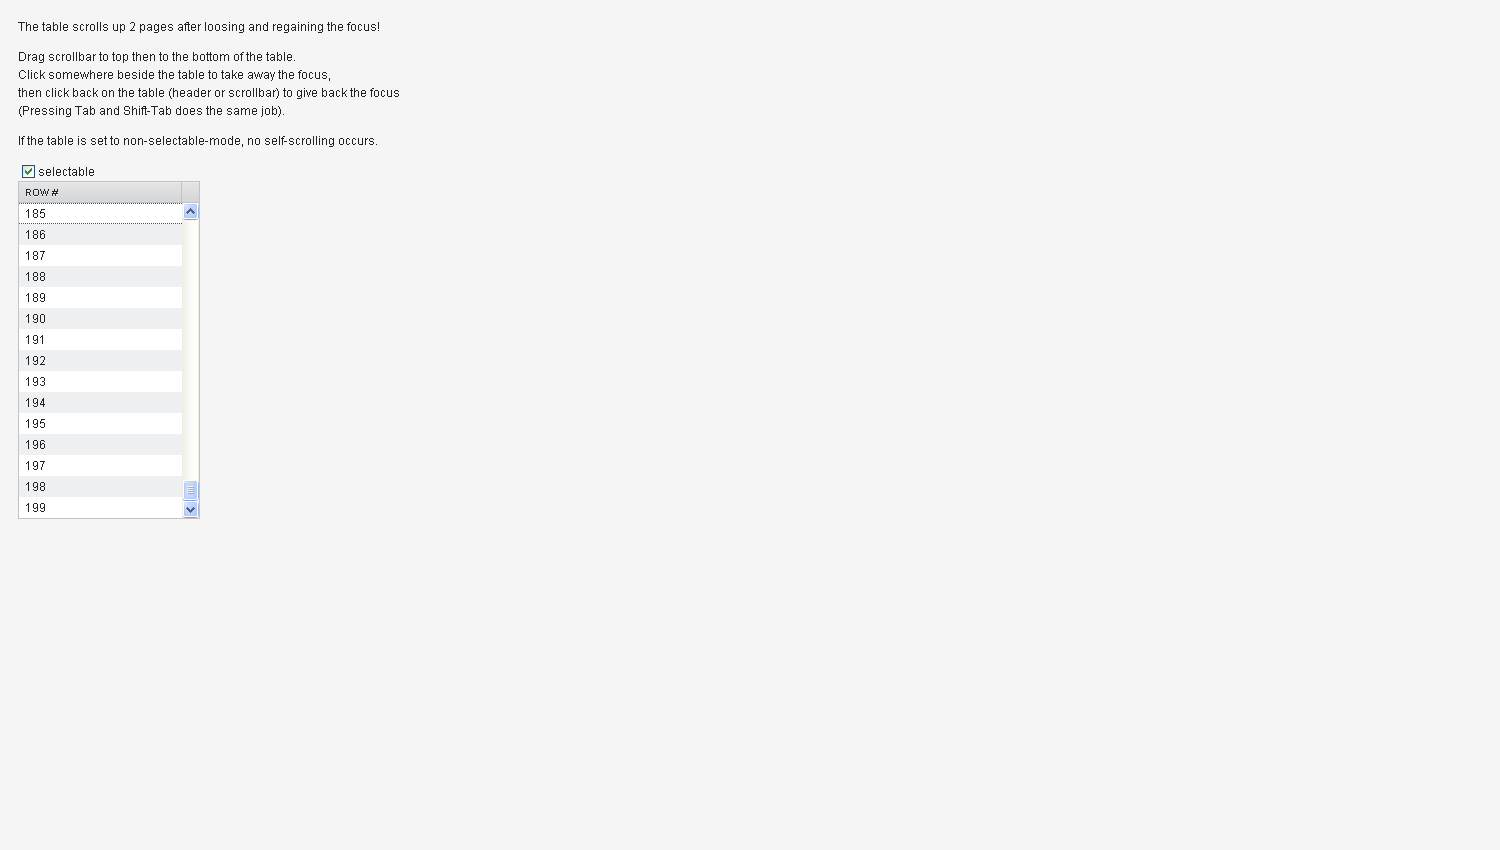 The table scrolls up 2 pages after loosing and regaining the focus!
Drag scrollbar to top then to the bottom of the table.
Click somewhere beside the table to take away the focus,
then click back on the table (header or scrollbar) to give back the focus
(Pressing Tab and Shift-Tab does the same job).
If the table is set to non-selectable-mode, no self-scrolling occurs.
selectable
ROW #
185
186
187
188
189
190
191
192
193
194
195
196
197
198
199